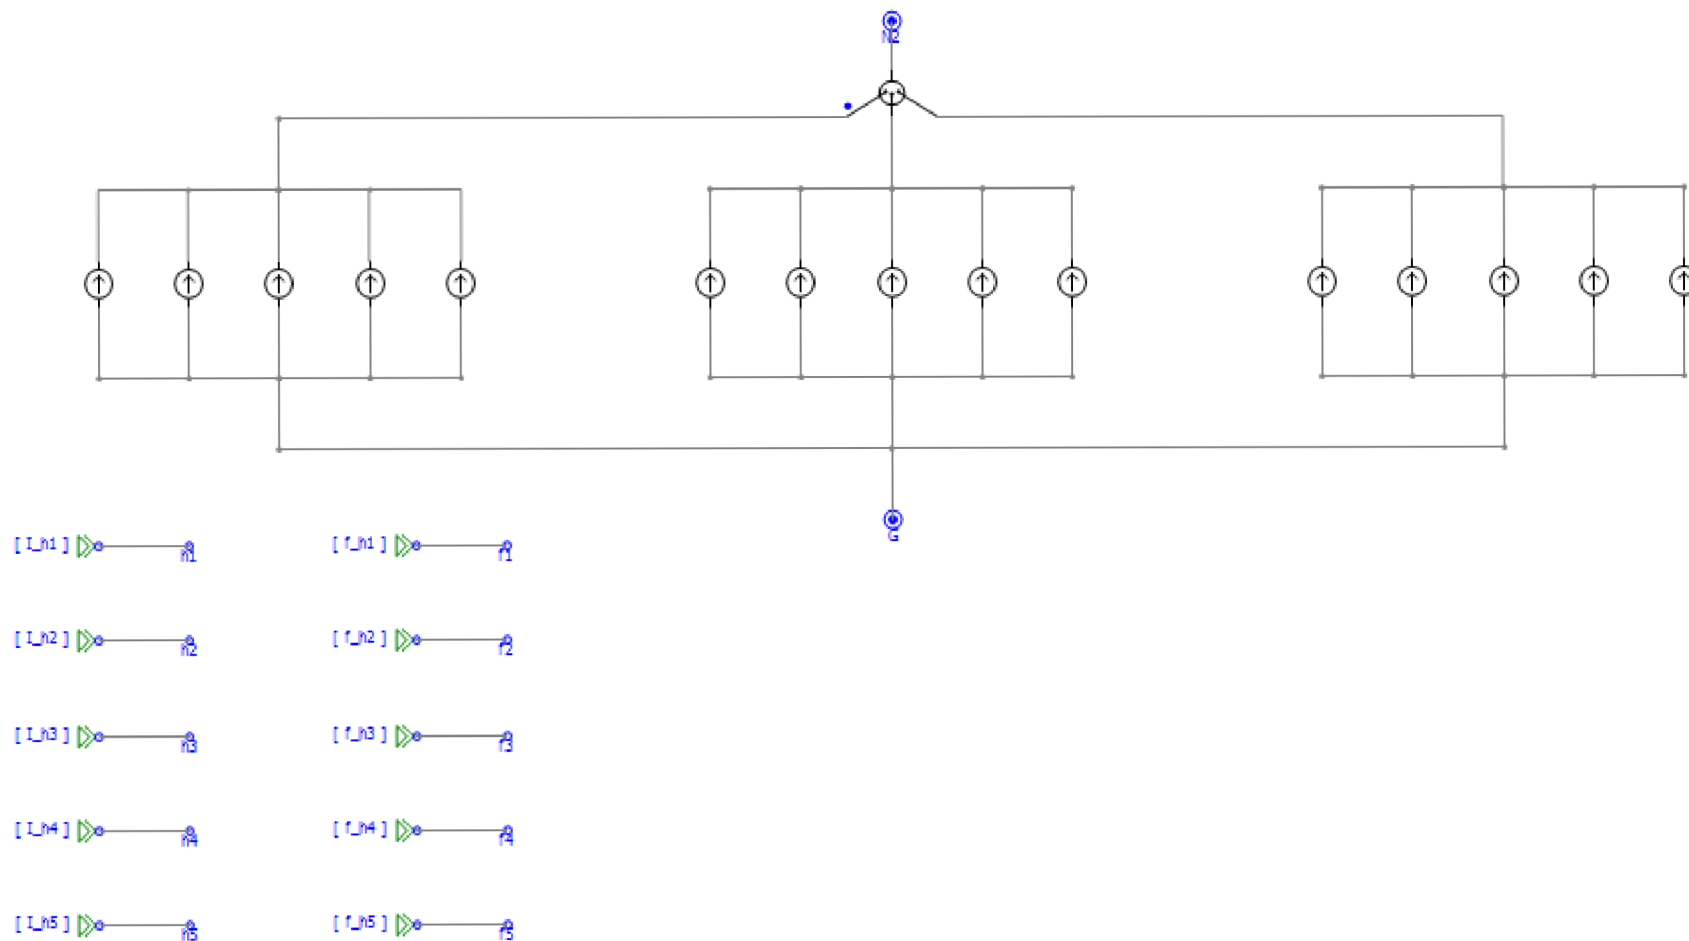 N2
G
[ I_h1 ] h1 [ f_h1 ] f1
[ I_h2 ] h2 [ f_h2 ] f2
[ I_h3 ] h3 [ f_h3 ] f3
[ I_h4 ] h4 [ f_h4 ] f4
[ I_h5 ] h5 [ f_h5 ] f5